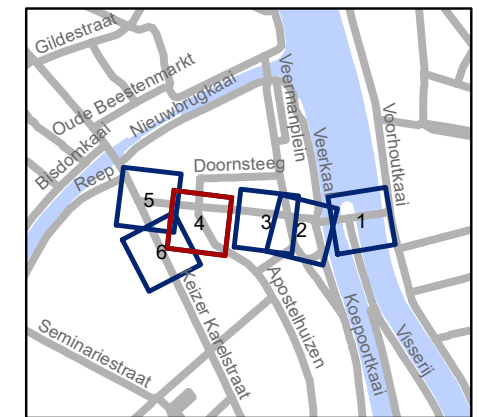 Gildestraat
Oude Beestenmarkt
Nieuwbrugkaai
Bisdomkaai
Reep
Veermanplein
Voorhoutkaai
Doornsteeg
Veerkaai
5
4
3
2
1
6
Keizer Karelstraat
Apostelhuizen
Koepoortkaai
Visserij
Seminariestraat